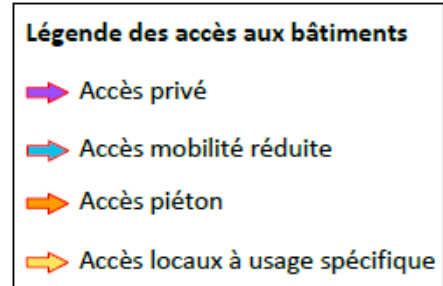 Légende des accès aux bâtiments
Accès privé
Accès mobilité réduite
Accès piéton
Accès locaux à usage spécifique